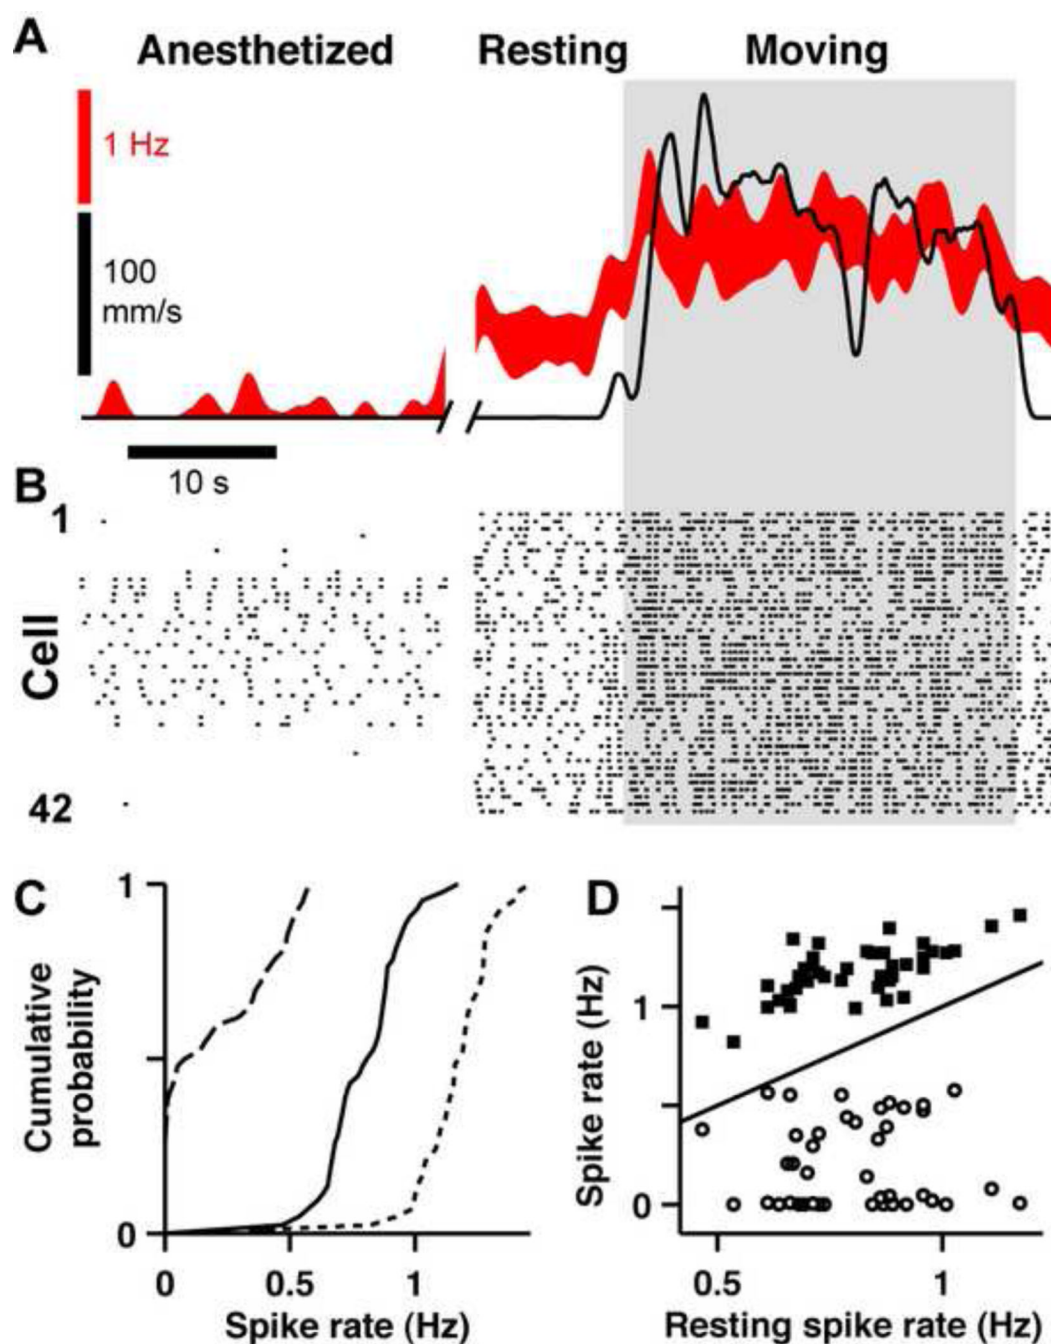 A
Anesthetized Resting Moving
1 Hz
100
mm/s
10 s
B
1
Cell
42
C
1
Cumulative
probability
0
0 0.5 1
Spike rate (Hz)
D
Spike rate (Hz)
1
0
0.5 1
Resting spike rate (Hz)